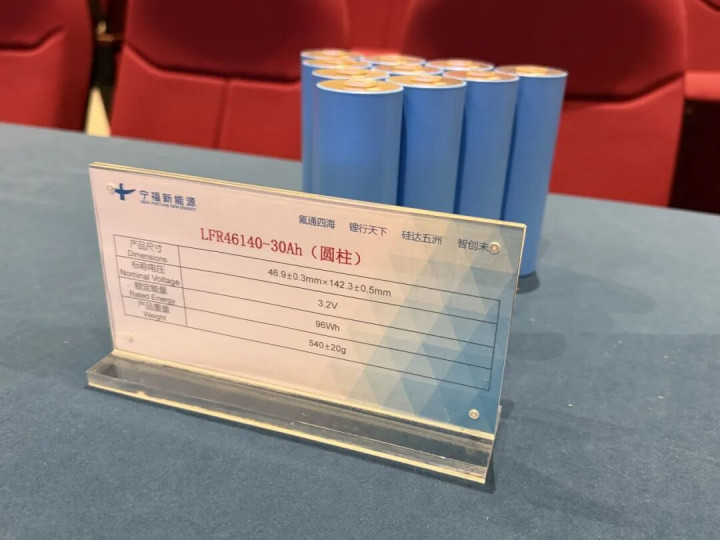 宁福新能源
氟通四海 锂行天下 硅达五洲 智创未
LFR46140-30Ah（圆柱）
产品尺寸
Dimensions
46.9±0.3mm×142.3±0.5mm
标称电压
Nominal Voltage
3.2V
额定能量
Rated Energy
96Wh
产品重量
Weight
540±20g